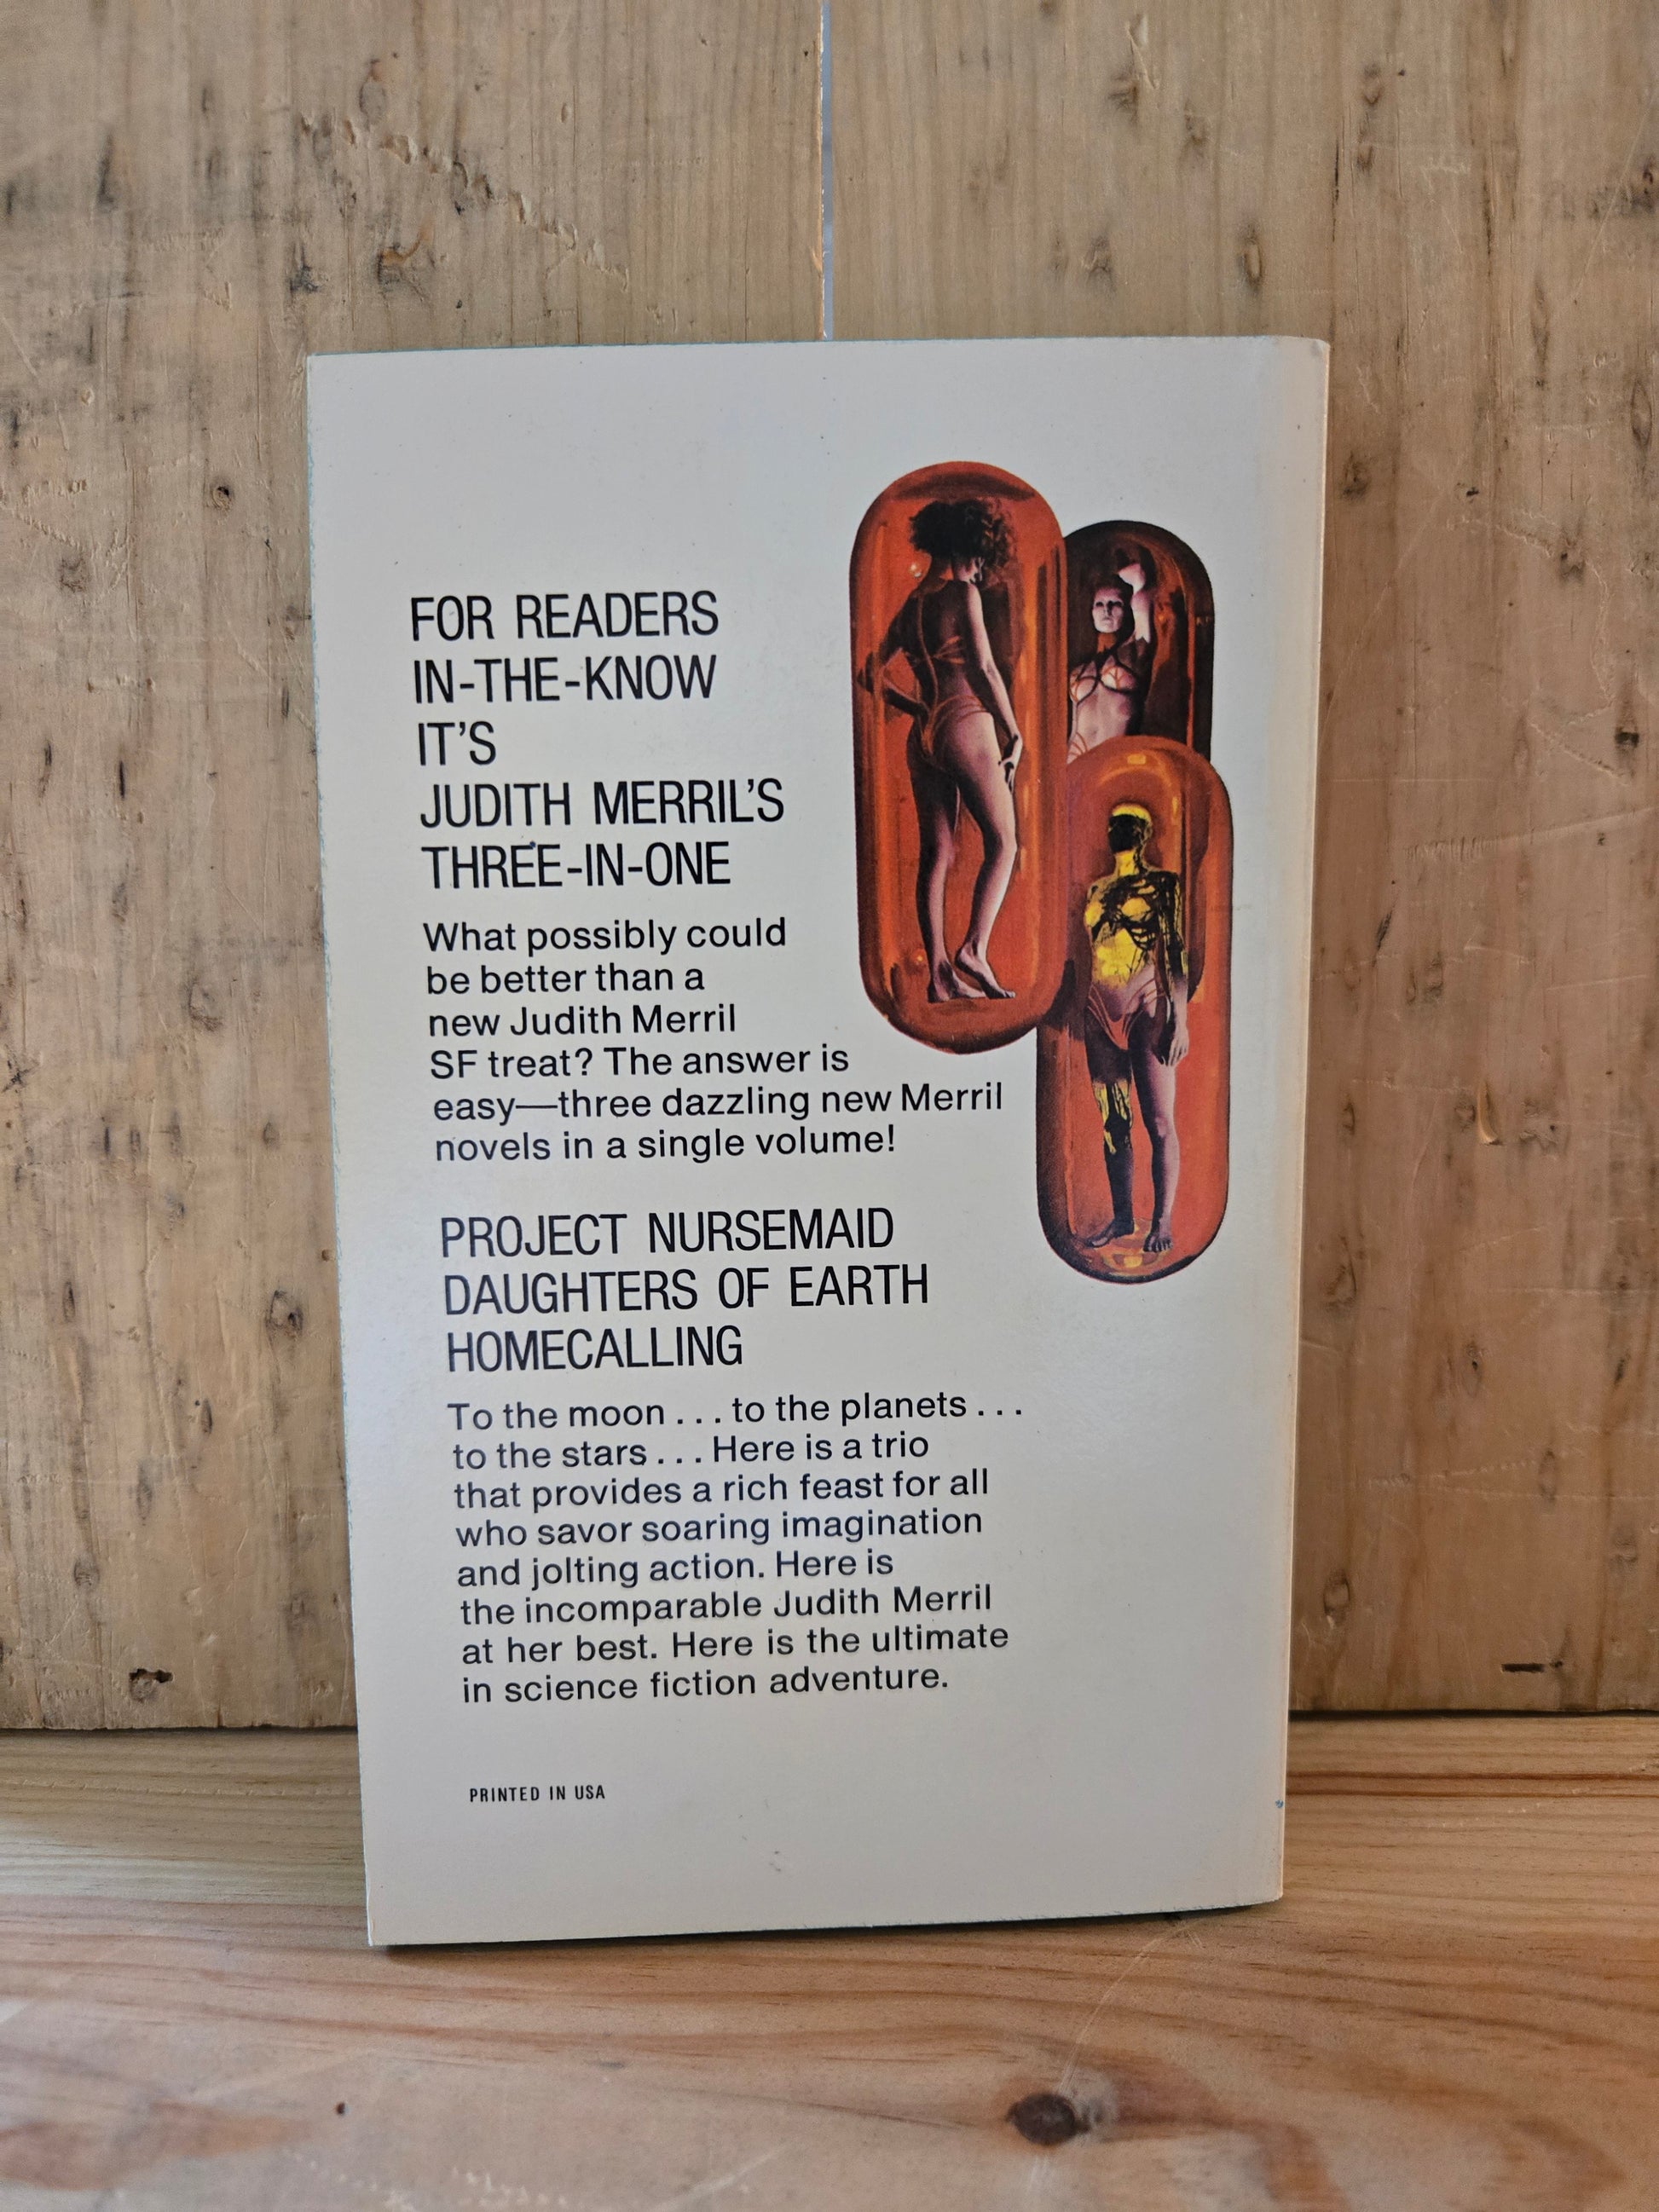 FOR READERS
IN-THE-KNOW
IT'S
JUDITH MERRIL'S
THREE-IN-ONE
What possibly could
be better than a
new Judith Merril
SF treat? The answer is
easy—three dazzling new Merril
novels in a single volume!
PROJECT NURSEMAID
DAUGHTERS OF EARTH
HOMECALLING
To the moon . . . to the planets . . .
to the stars . . . Here is a trio
that provides a rich feast for all
who savor soaring imagination
and jolting action. Here is
the incomparable Judith Merril
at her best. Here is the ultimate
in science fiction adventure.
PRINTED IN USA